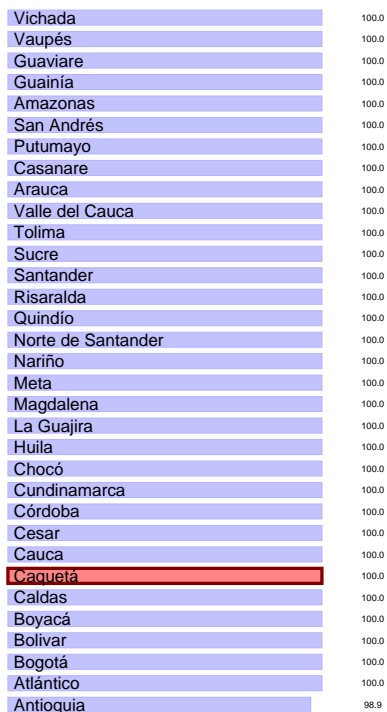 Vichada 100.0
Vaupés 100.0
Guaviare 100.0
Guainía 100.0
Amazonas 100.0
San Andrés 100.0
Putumayo 100.0
Casanare 100.0
Arauca 100.0
Valle del Cauca 100.0
Tolima 100.0
Sucre 100.0
Santander 100.0
Risaralda 100.0
Quindío 100.0
Norte de Santander 100.0
Nariño 100.0
Meta 100.0
Magdalena 100.0
La Guajira 100.0
Huila 100.0
Chocó 100.0
Cundinamarca 100.0
Córdoba 100.0
Cesar 100.0
Cauca 100.0
Caquetá 100.0
Caldas 100.0
Boyacá 100.0
Bolivar 100.0
Bogotá 100.0
Atlántico 100.0
Antioquia 98.9